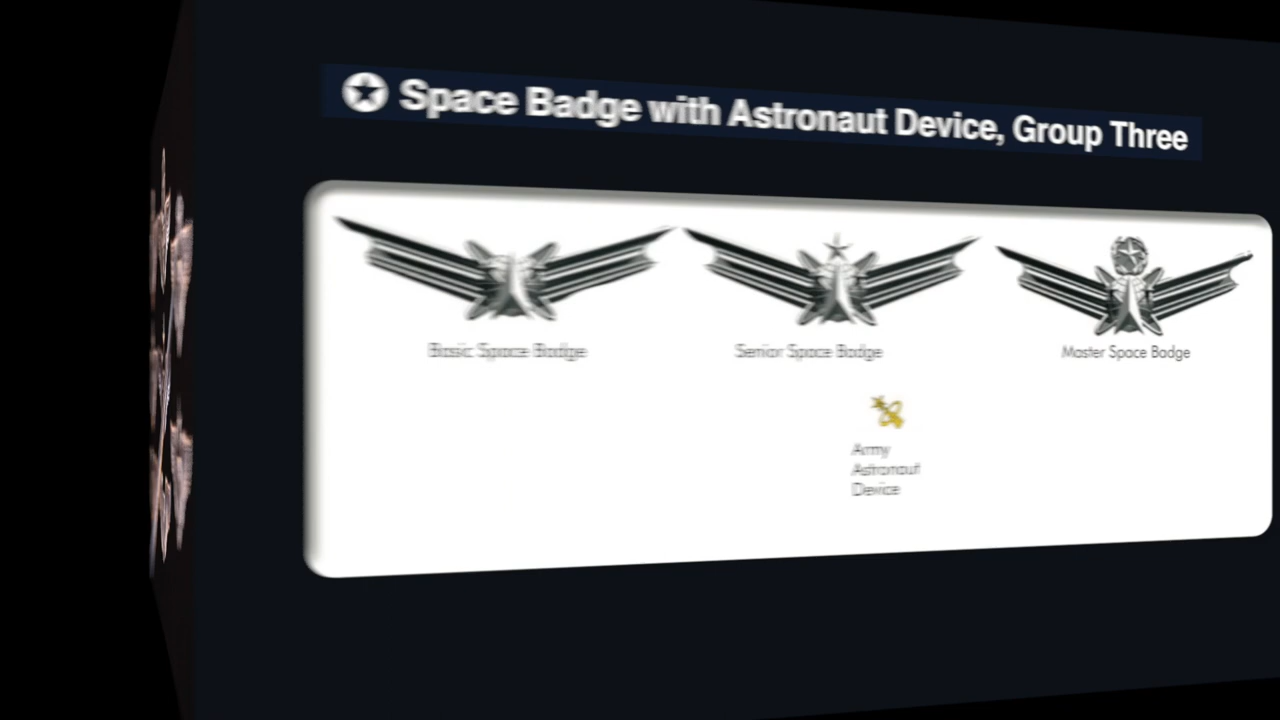 Space Badge with Astronaut Device, Group Three
Basic Space Badge
Senior Space Badge
Master Space Badge
Army
Astronaut
Device